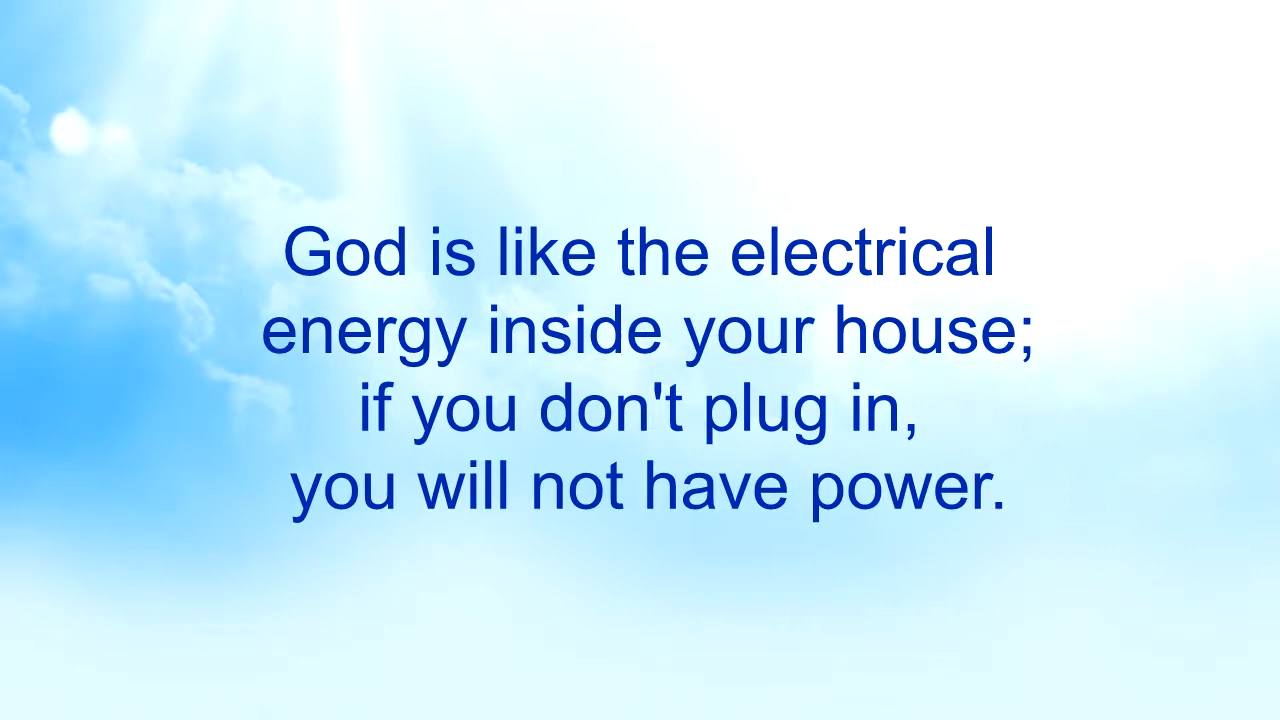 God is like the electrical
energy inside your house;
if you don't plug in,
you will not have power.